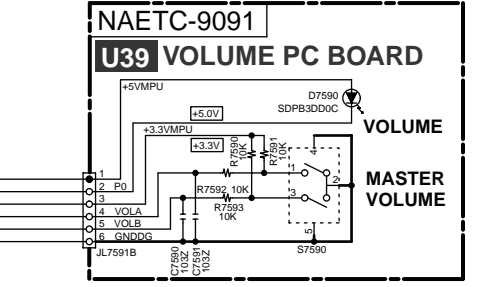 NAETC-9091
U39 VOLUME PC BOARD
+5VMPU
D7590
SDPB3DD0C
+5.0V
VOLUME
+3.3VMPU
+3.3V
R7590
10K
R7591
10K
4
1
2
3
5
MASTER
VOLUME
R7592 10K
R7593
10K
1
2 P0
3
4 VOLA
5 VOLB
6 GNDDG
JL7591B
C7590
103Z
C7591
103Z
S7590